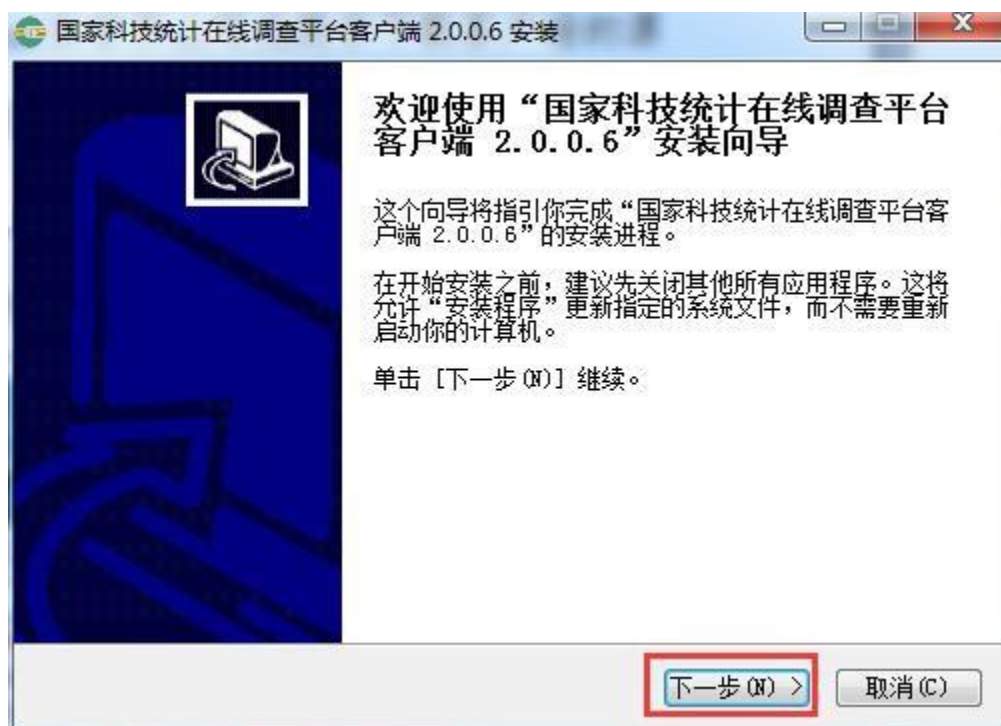 国家科技统计在线调查平台客户端 2.0.0.6 安装
欢迎使用“国家科技统计在线调查平台
客户端 2.0.0.6”安装向导
这个向导将指引你完成“国家科技统计在线调查平台客
户端 2.0.0.6”的安装进程。
在开始安装之前，建议先关闭其他所有应用程序。这将
允许“安装程序”更新指定的系统文件，而不需要重新
启动你的计算机。
单击 [下一步(N)] 继续。
下一步(N) >
取消(C)